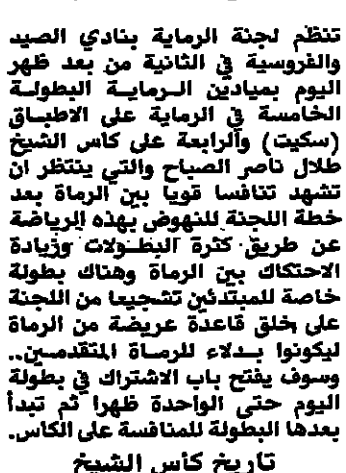 تنظم لجنة الرماية بنادي الصيد
والفروسية في الثانية من بعد ظهر
اليوم بميادين الرماية البطولة
الخامسة في الرماية على الاطباق
(سكيت) والرابعة على كاس الشيخ
طلال ناصر الصباح والتي ينتظر ان
تشهد تنافسا قويا بين الرماة بعد
خطة اللجنة للنهوض بهذه الرياضة
عن طريق كثرة البطولات وزيادة
الاحتكاك بين الرماة وهناك بطولة
خاصة للمبتدئين تشجيعا من اللجنة
على خلق قاعدة عريضة من الرماة
ليكونوا بدلاء للرماة المتقدمين..
وسوف يفتح باب الاشتراك في بطولة
اليوم حتى الواحدة ظهرا ثم تبدأ
بعدها البطولة للمنافسة على الكاس.
تاريخ كأس الشيخ